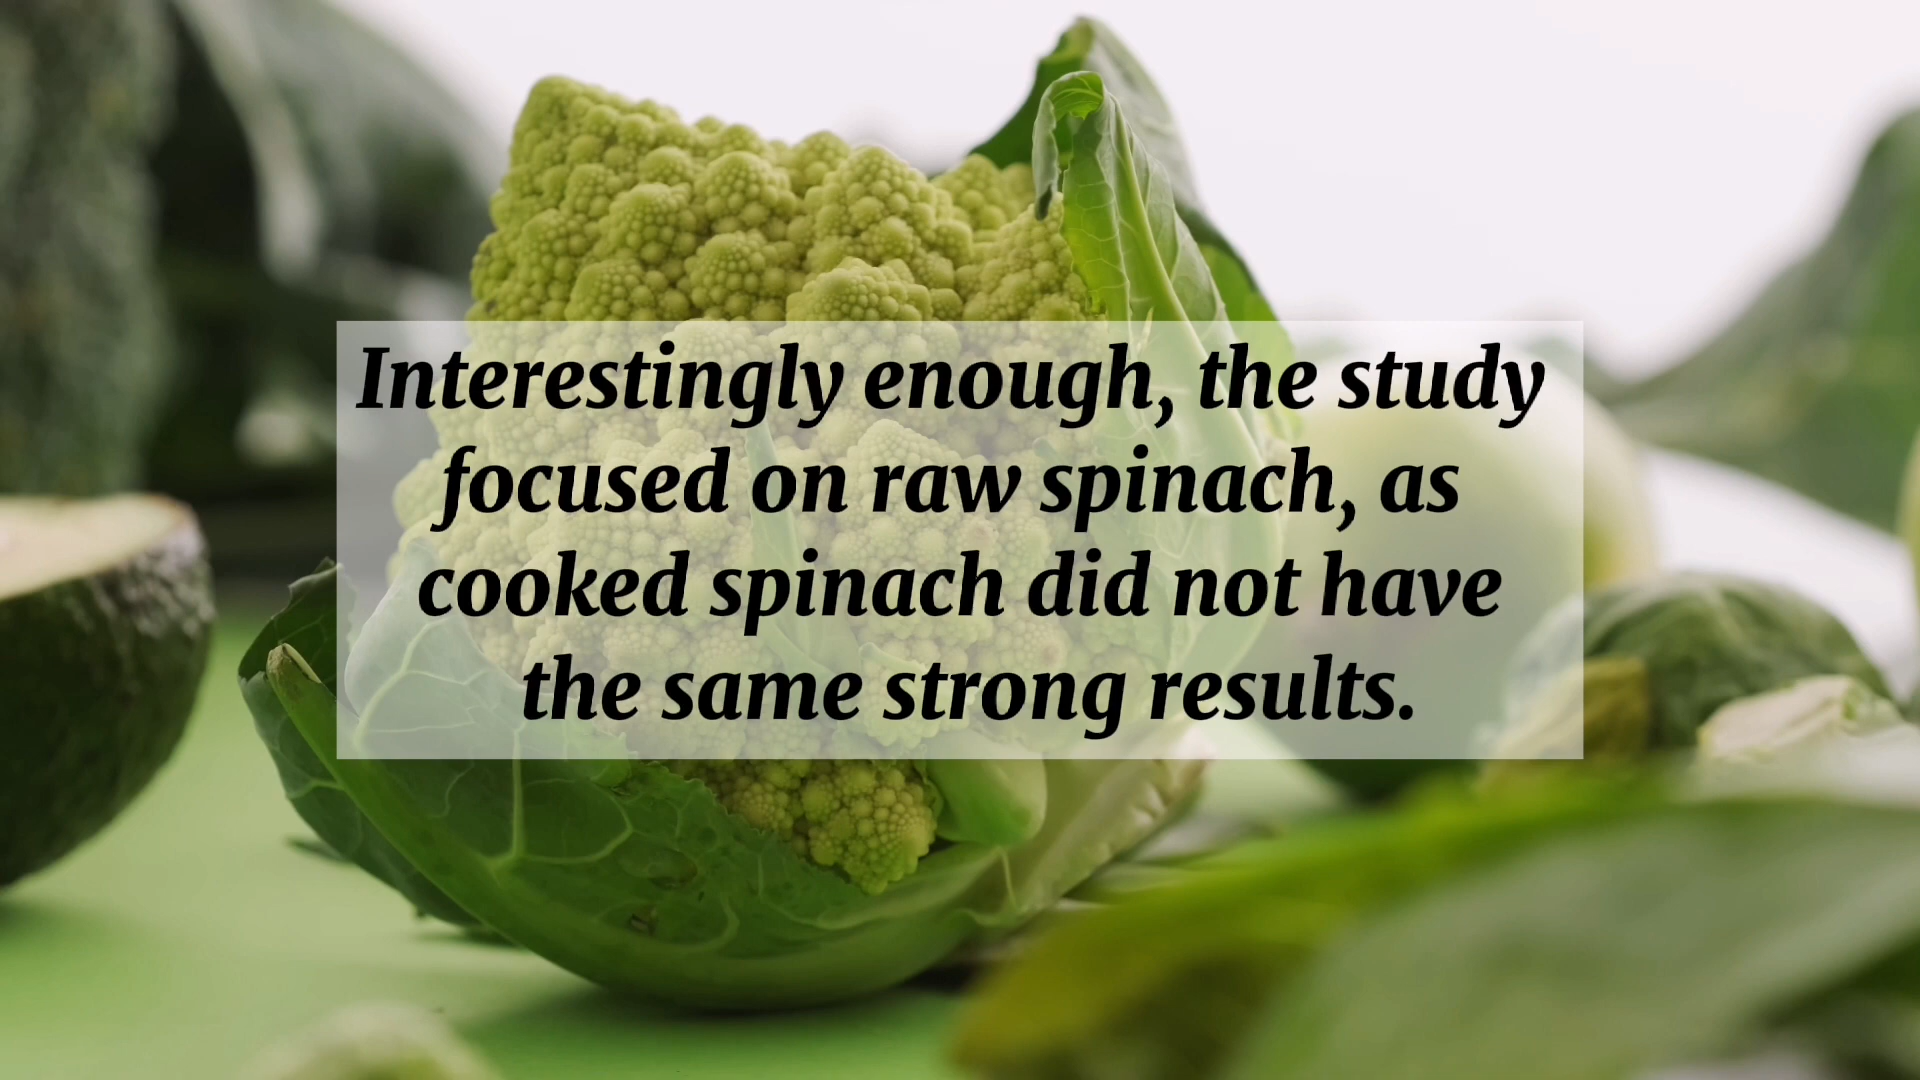 Interestingly enough, the study
focused on raw spinach, as
cooked spinach did not have
the same strong results.